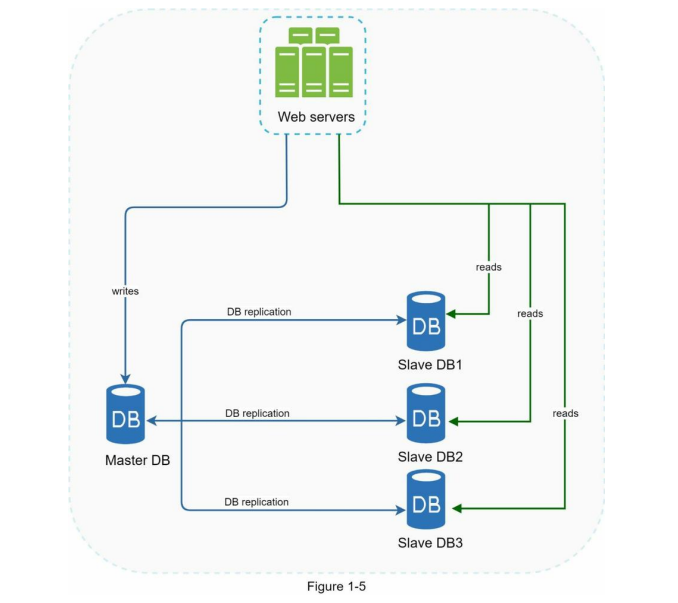 Web servers
writes
reads
reads
reads
DB replication
DB
Slave DB1
DB replication
DB
DB
Master DB
Slave DB2
DB replication
DB
Slave DB3
Figure 1-5